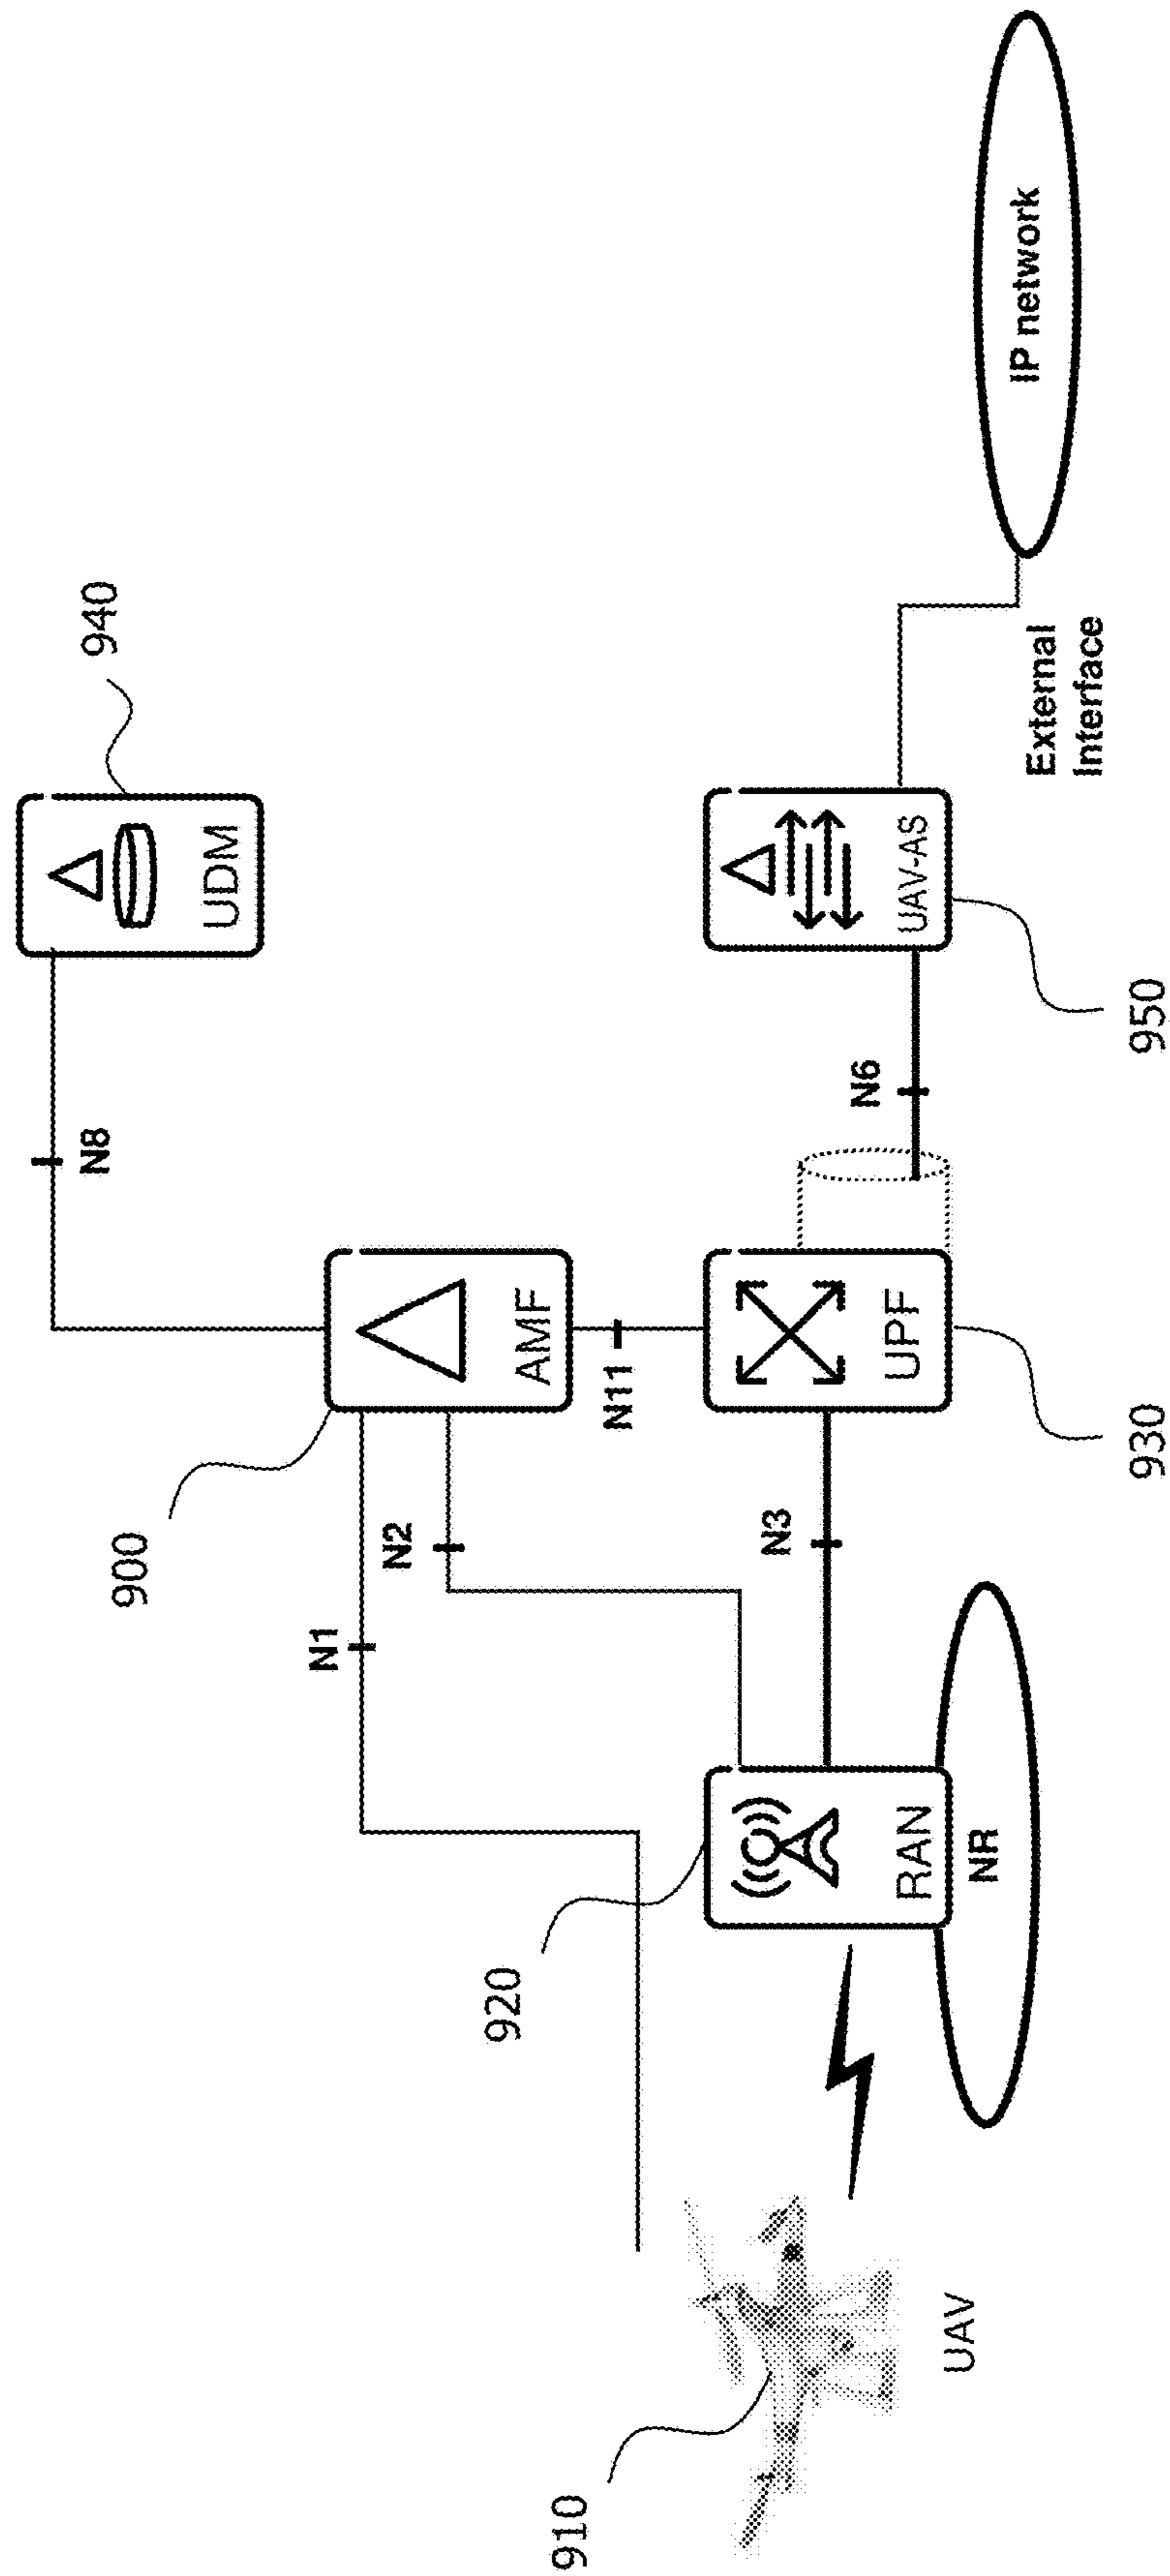 940
UDM
N8
900
AMF
N1
N2
N11
910
UAV
920
RAN
NR
N3
930
UPF
N6
950
UAV-AS
External
Interface
IP network